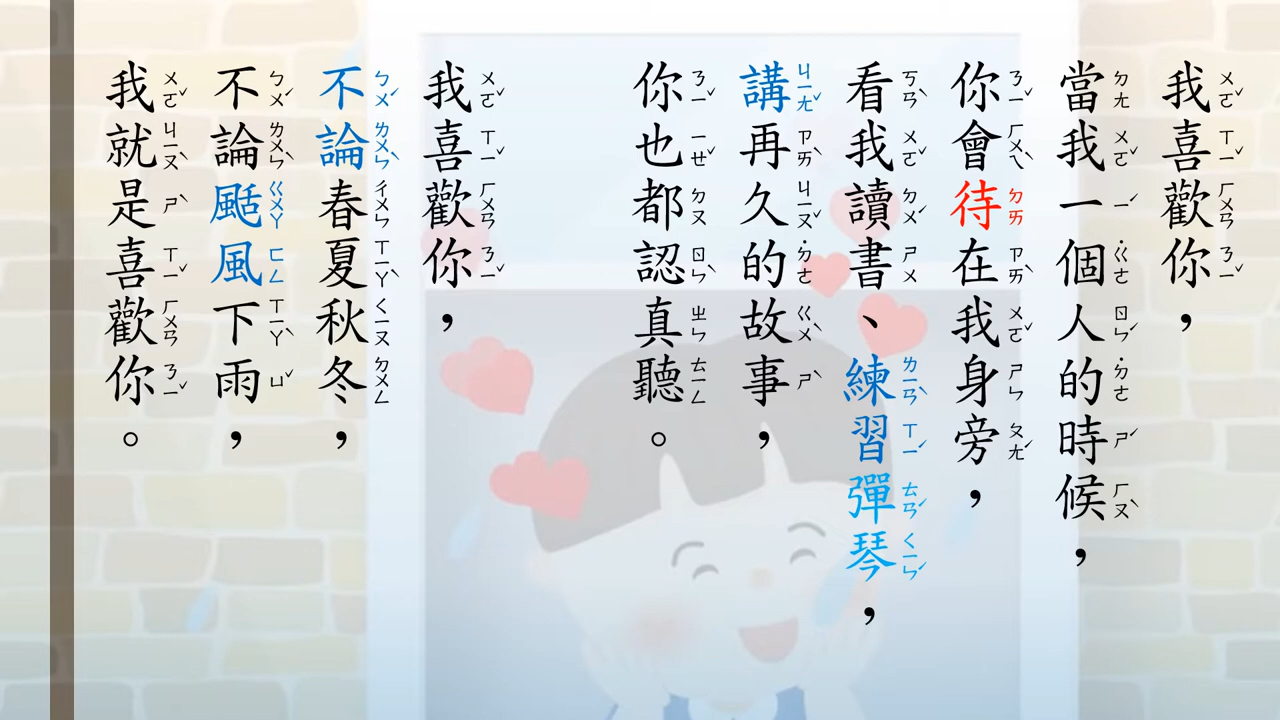 我喜歡你，
當我一個人的時候，
你會待在我身旁，
看我讀書、練習彈琴，
講再久的故事，
你也都認真聽。
我喜歡你，
不論春夏秋冬，
不論颳風下雨，
我就是喜歡你。